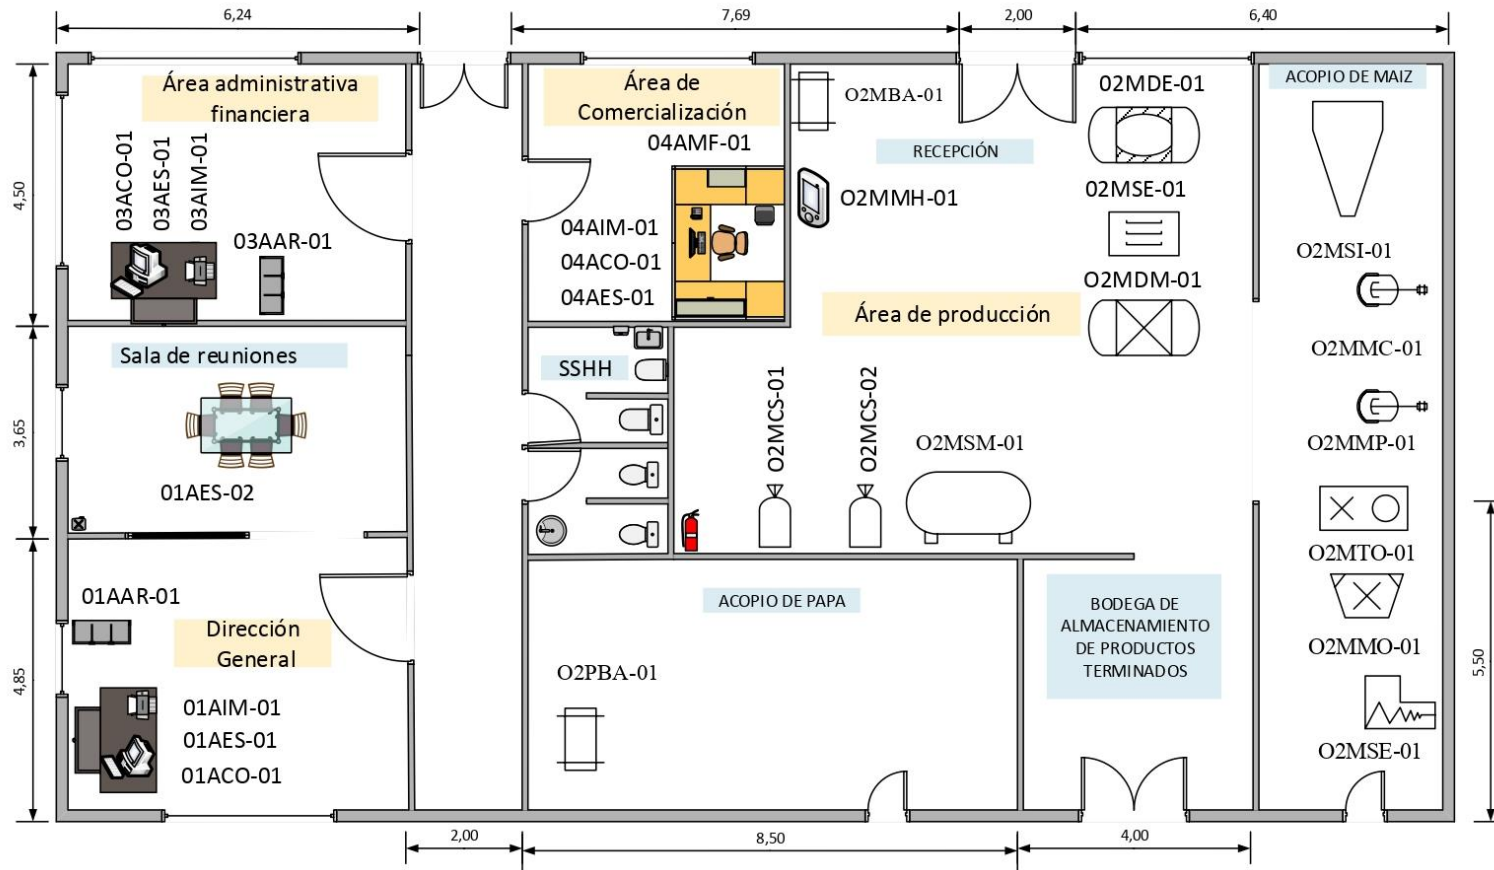 6,24
7,69
2,00
6,40
4,50
3,65
4,85
Área administrativa
financiera
03ACO-01
03AES-01
03AIM-01
03AAR-01
Sala de reuniones
01AES-02
01AAR-01
Dirección
General
01AIM-01
01AES-01
01ACO-01
Área de
Comercialización
04AMF-01
04AIM-01
04ACO-01
04AES-01
SSHH
O2MBA-01
RECEPCIÓN
O2MMH-01
02MDE-01
02MSE-01
O2MDM-01
Área de producción
O2MCS-01
O2MCS-02
O2MSM-01
ACOPIO DE PAPA
O2PBA-01
BODEGA DE
ALMACENAMIENTO
DE PRODUCTOS
TERMINADOS
ACOPIO DE MAIZ
O2MSI-01
O2MMC-01
O2MMP-01
O2MTO-01
O2MMO-01
O2MSE-01
5,50
2,00
8,50
4,00